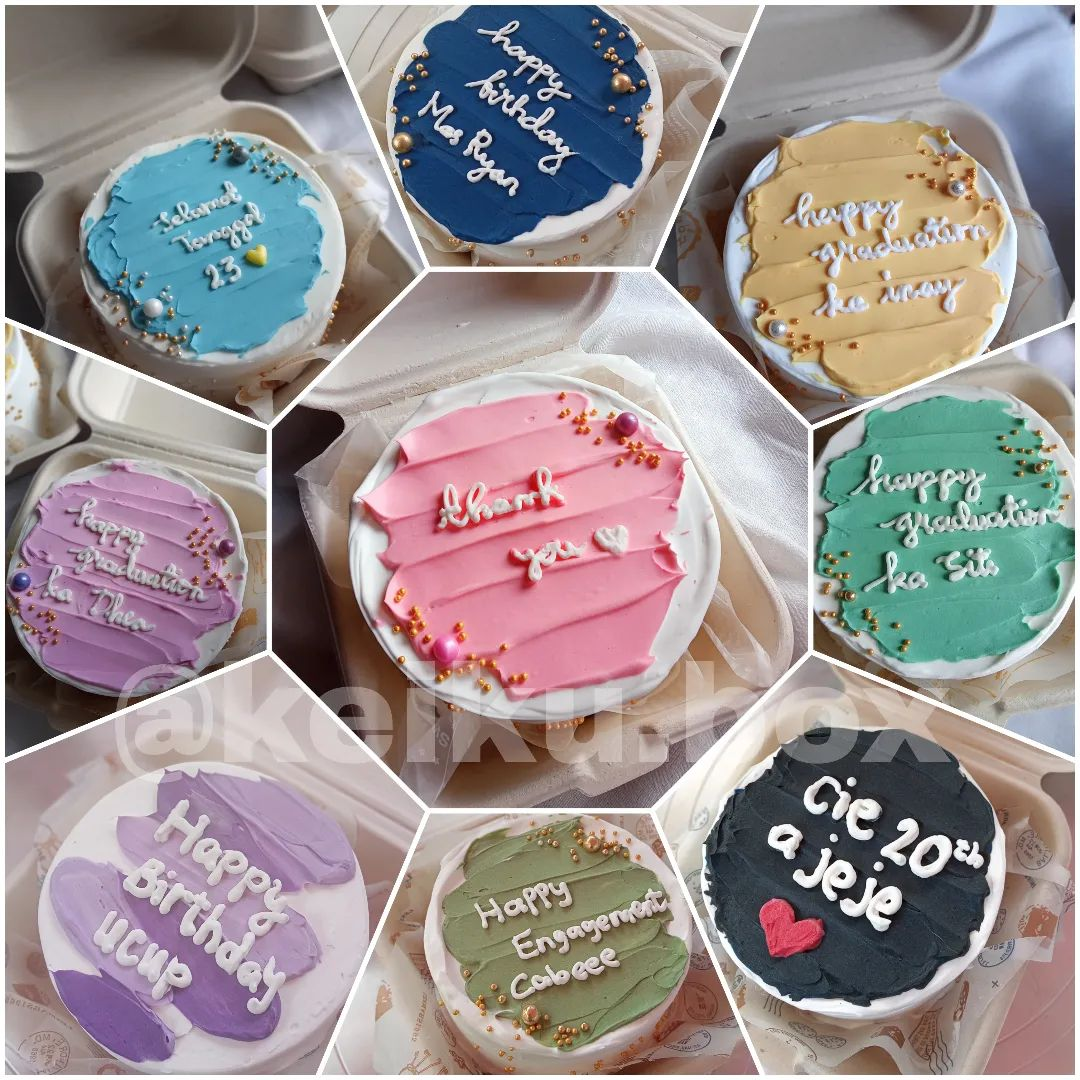 happy
birhday
Mas Ryan
Selamat
Tanggal
23
happy
graduation
ka inay
happy
graduation
ka Dhea
thank
you
happy
graduation
ka Siti
@keiku.box
Happy
Birthday
UCUP
Happy
Engagement
Cabeee
Cie 20th
a jeje